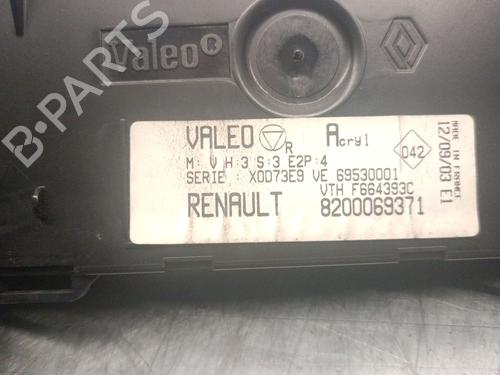 Valeo®
VALEO R Acryl
M: V H:3 S:3 E2P:4
SERIE : X0D73E9 VE 69530001
VTH F664393C
RENAULT 8200069371
042
MADE IN FRANCE
12/09/03 E1
B-PARTS